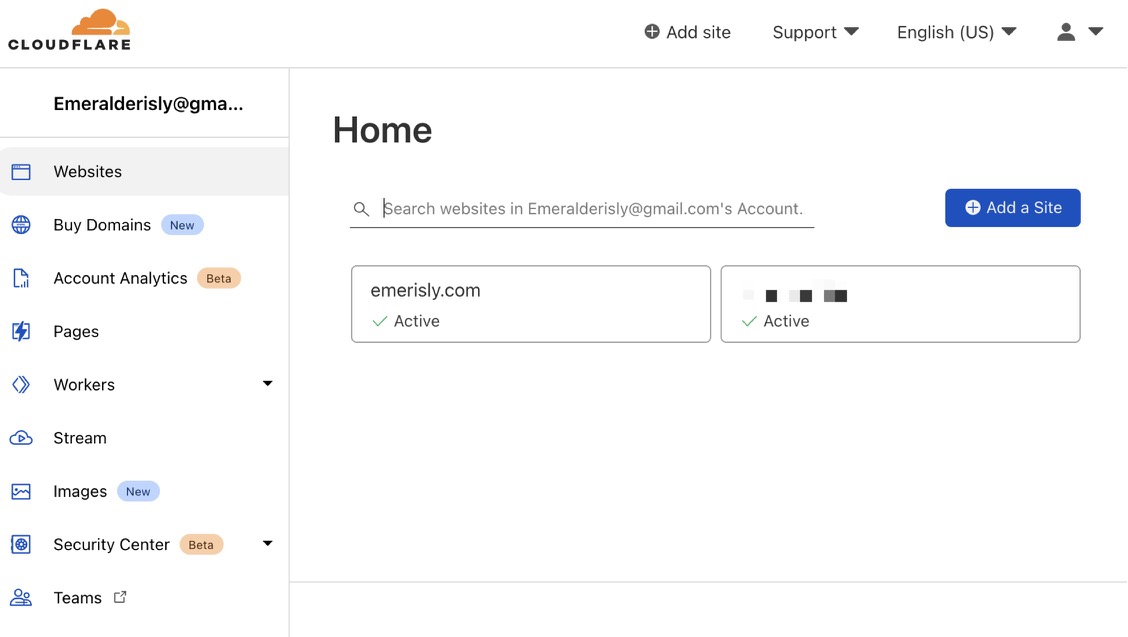 CLOUDFLARE
Add site
Support
English (US)
Emeralderisly@gma...
Websites
Buy Domains New
Account Analytics Beta
Pages
Workers
Stream
Images New
Security Center Beta
Teams
Home
Search websites in Emeralderisly@gmail.com's Account.
Add a Site
emerisly.com
Active
Active